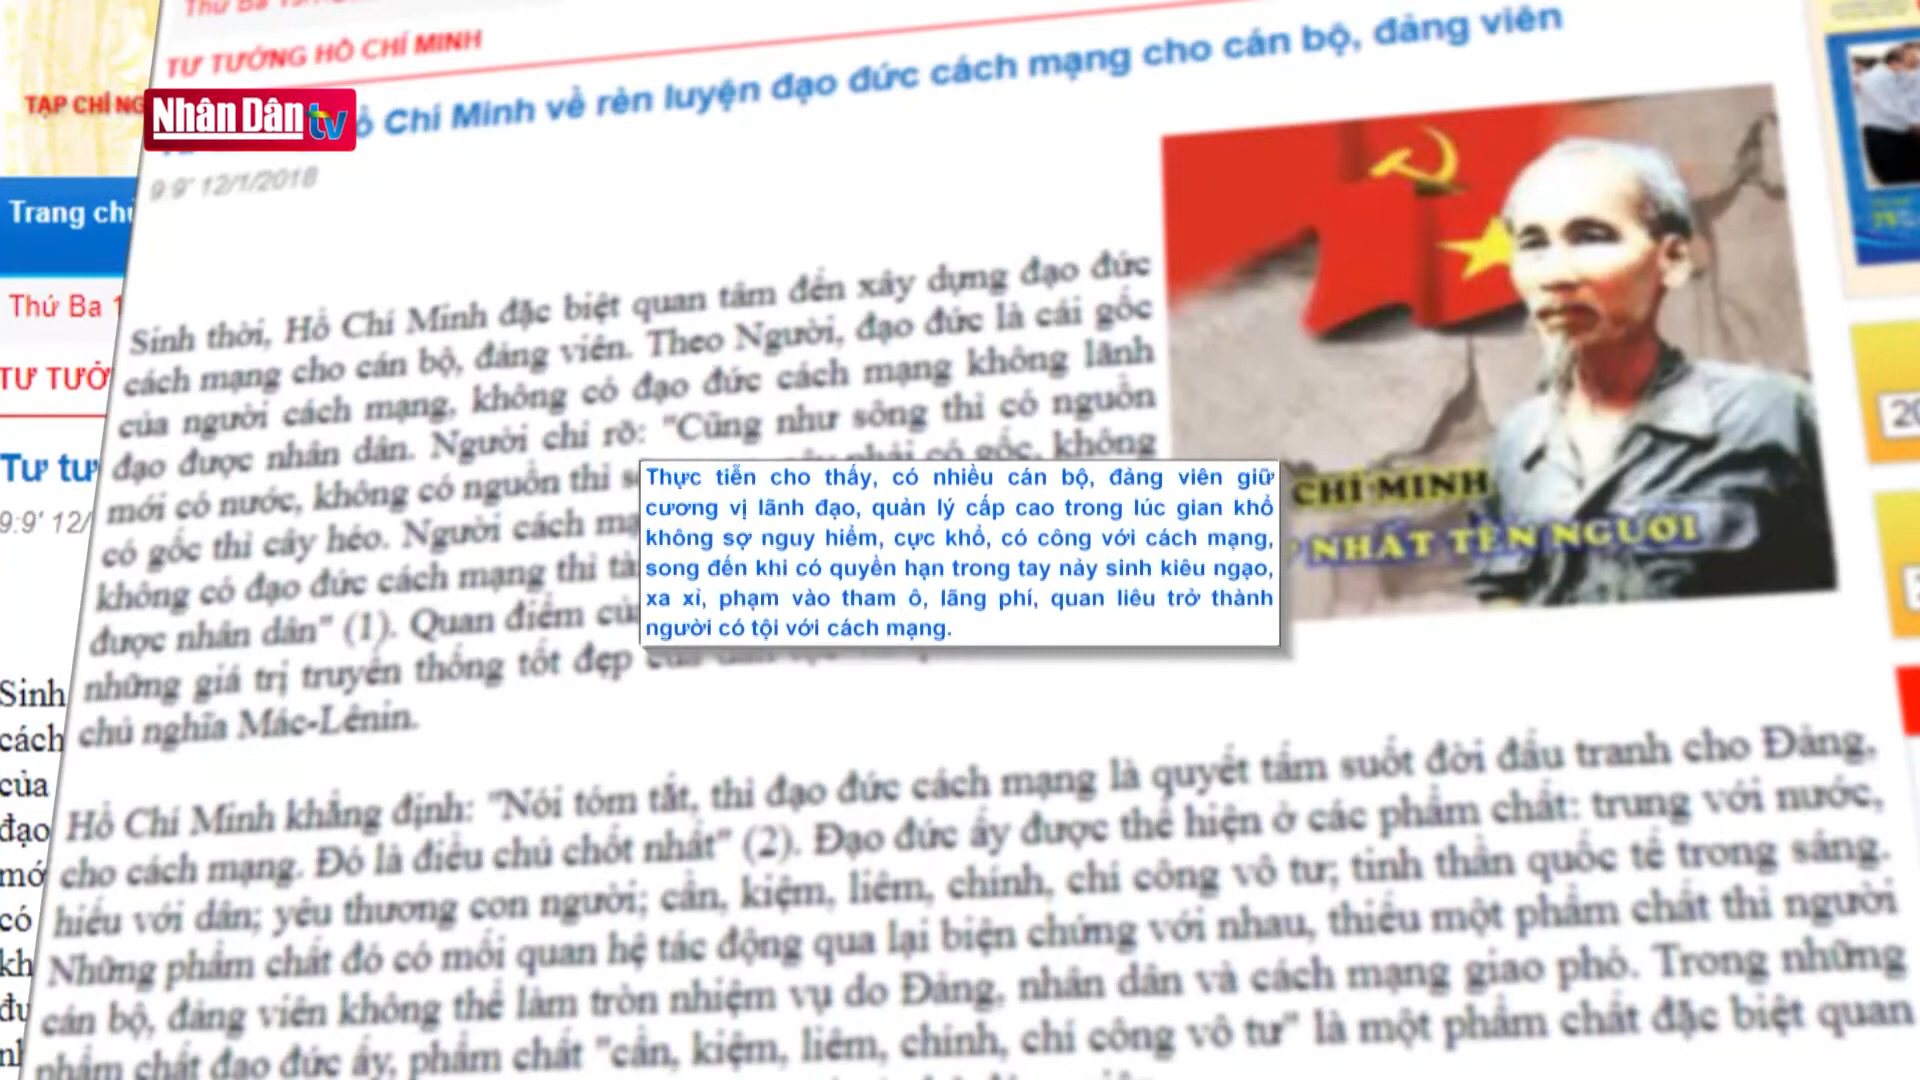 Thứ Ba
TƯ TƯỞNG HỒ CHÍ MINH
TẠP CHÍ
Nhân Dân tv
Chí Minh về rèn luyện đạo đức cách mạng cho cán bộ, đảng viên
9:9' 12/1/2018
Trang chủ
Thứ Ba 1
TƯ TƯỞ
Tư tư
9:9' 12/
Sinh thời, Hồ Chí Minh đặc biệt quan tâm đến xây dựng đạo đức
cách mạng cho cán bộ, đảng viên. Theo Người, đạo đức là cái gốc
của người cách mạng, không có đạo đức cách mạng không lãnh
đạo được nhân dân. Người chỉ rõ: "Cũng như sông thì có nguồn
mới có nước, không có nguồn thì s phải có gốc, không
có gốc thì cây héo. Người cách mạ
không có đạo đức cách mạng thì tà
được nhân dân" (1). Quan điểm củ
những giá trị truyền thống tốt đẹp
chủ nghĩa Mác-Lênin.
CHÍ MINH
NHẤT TÊN NGƯỜI
Thực tiễn cho thấy, có nhiều cán bộ, đảng viên giữ
cương vị lãnh đạo, quản lý cấp cao trong lúc gian khổ
không sợ nguy hiểm, cực khổ, có công với cách mạng,
song đến khi có quyền hạn trong tay nảy sinh kiêu ngạo,
xa xỉ, phạm vào tham ô, lãng phí, quan liêu trở thành
người có tội với cách mạng.
Sinh
cách
của
đạo
mớ
có
kh
đu
Hồ Chí Minh khẳng định: "Nói tóm tắt, thì đạo đức cách mạng là quyết tâm suốt đời đấu tranh cho Đảng,
cho cách mạng. Đó là điều chủ chốt nhất" (2). Đạo đức ấy được thể hiện ở các phẩm chất: trung với nước,
hiếu với dân; yêu thương con người; cần, kiệm, liêm, chính, chí công vô tư; tinh thần quốc tế trong sáng.
Những phẩm chất đó có mối quan hệ tác động qua lại biện chứng với nhau, thiếu một phẩm chất thì người
cán bộ, đảng viên không thể làm tròn nhiệm vụ do Đảng, nhân dân và cách mạng giao phó. Trong những
phẩm chất đạo đức ấy, phẩm chất "cần, kiệm, liêm, chính, chí công vô tư" là một phẩm chất đặc biệt quan